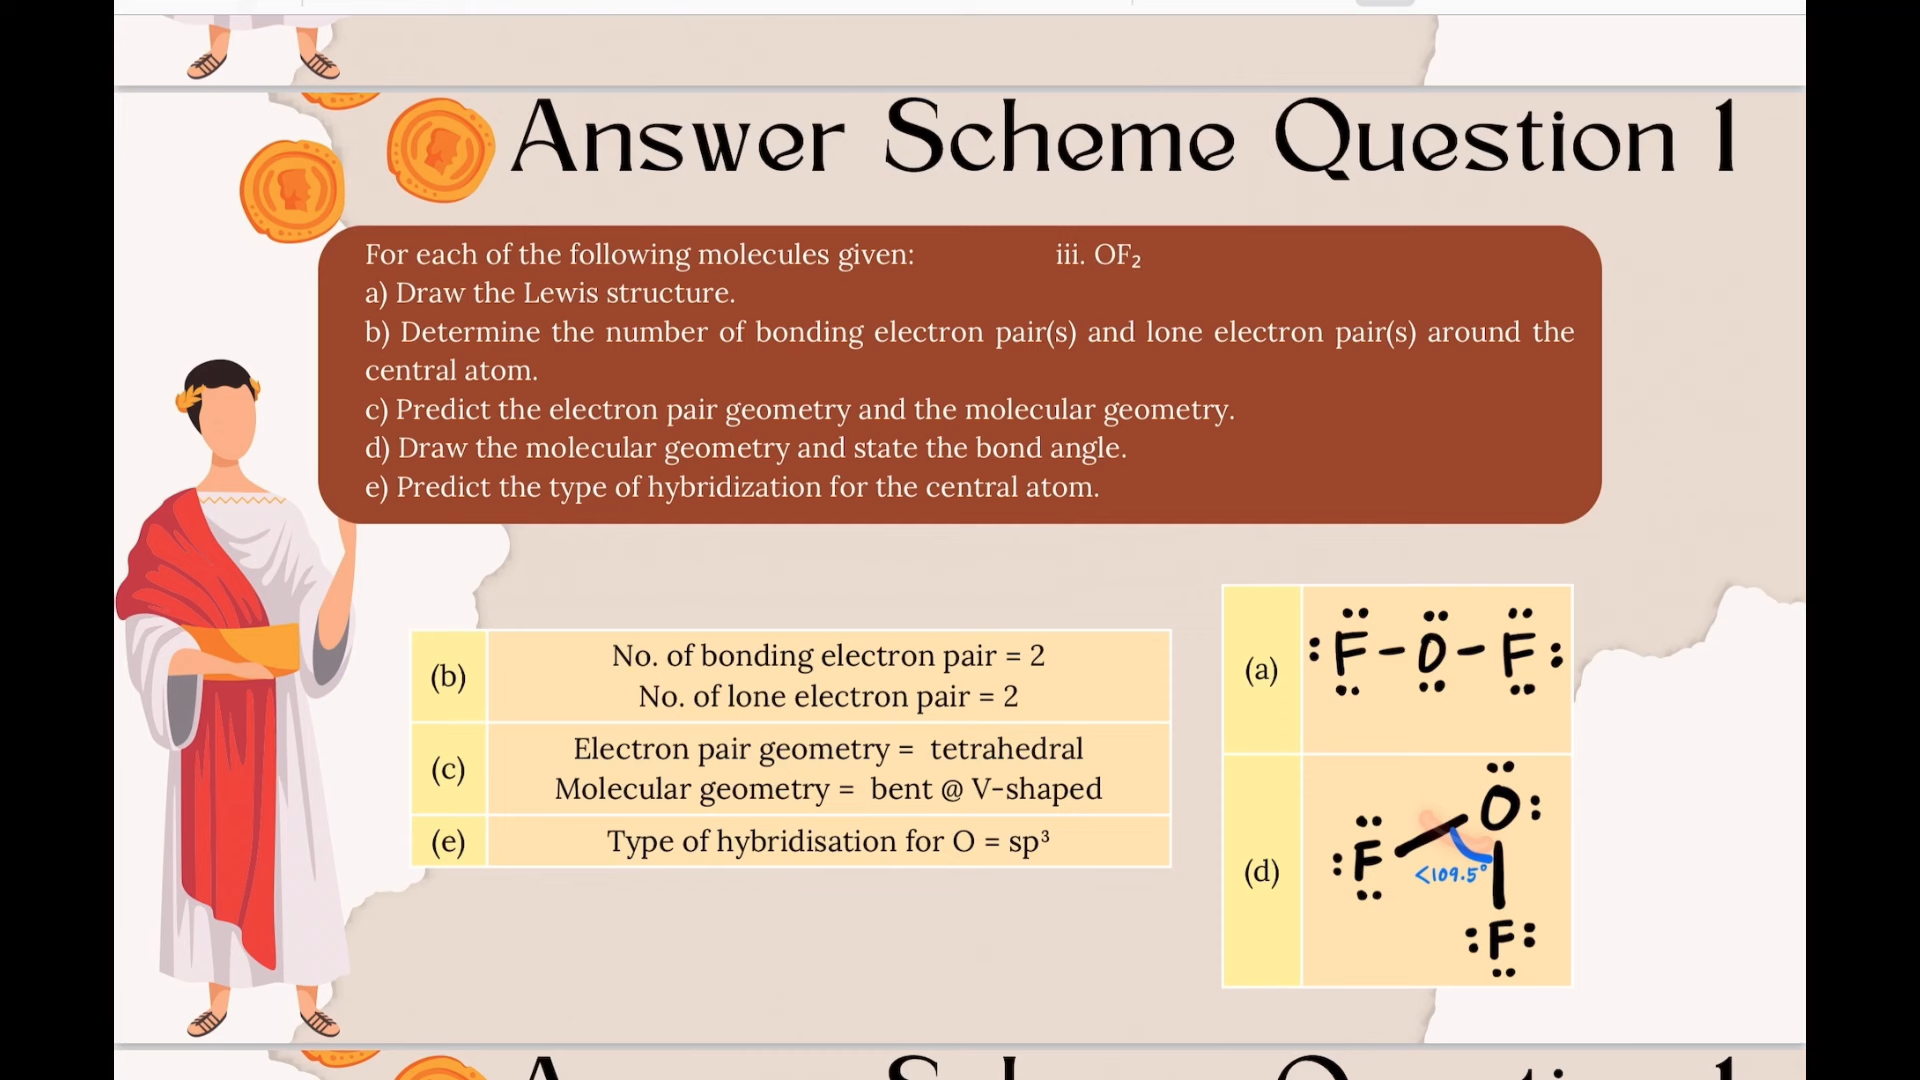 Answer Scheme Question 1
For each of the following molecules given: iii. OF₂
a) Draw the Lewis structure.
b) Determine the number of bonding electron pair(s) and lone electron pair(s) around the
central atom.
c) Predict the electron pair geometry and the molecular geometry.
d) Draw the molecular geometry and state the bond angle.
e) Predict the type of hybridization for the central atom.
(b)
No. of bonding electron pair = 2
No. of lone electron pair = 2
(c)
Electron pair geometry = tetrahedral
Molecular geometry = bent @ V-shaped
(e)
Type of hybridisation for O = sp³
(a)
F - O - F
(d)
O
F
<109.5°
F